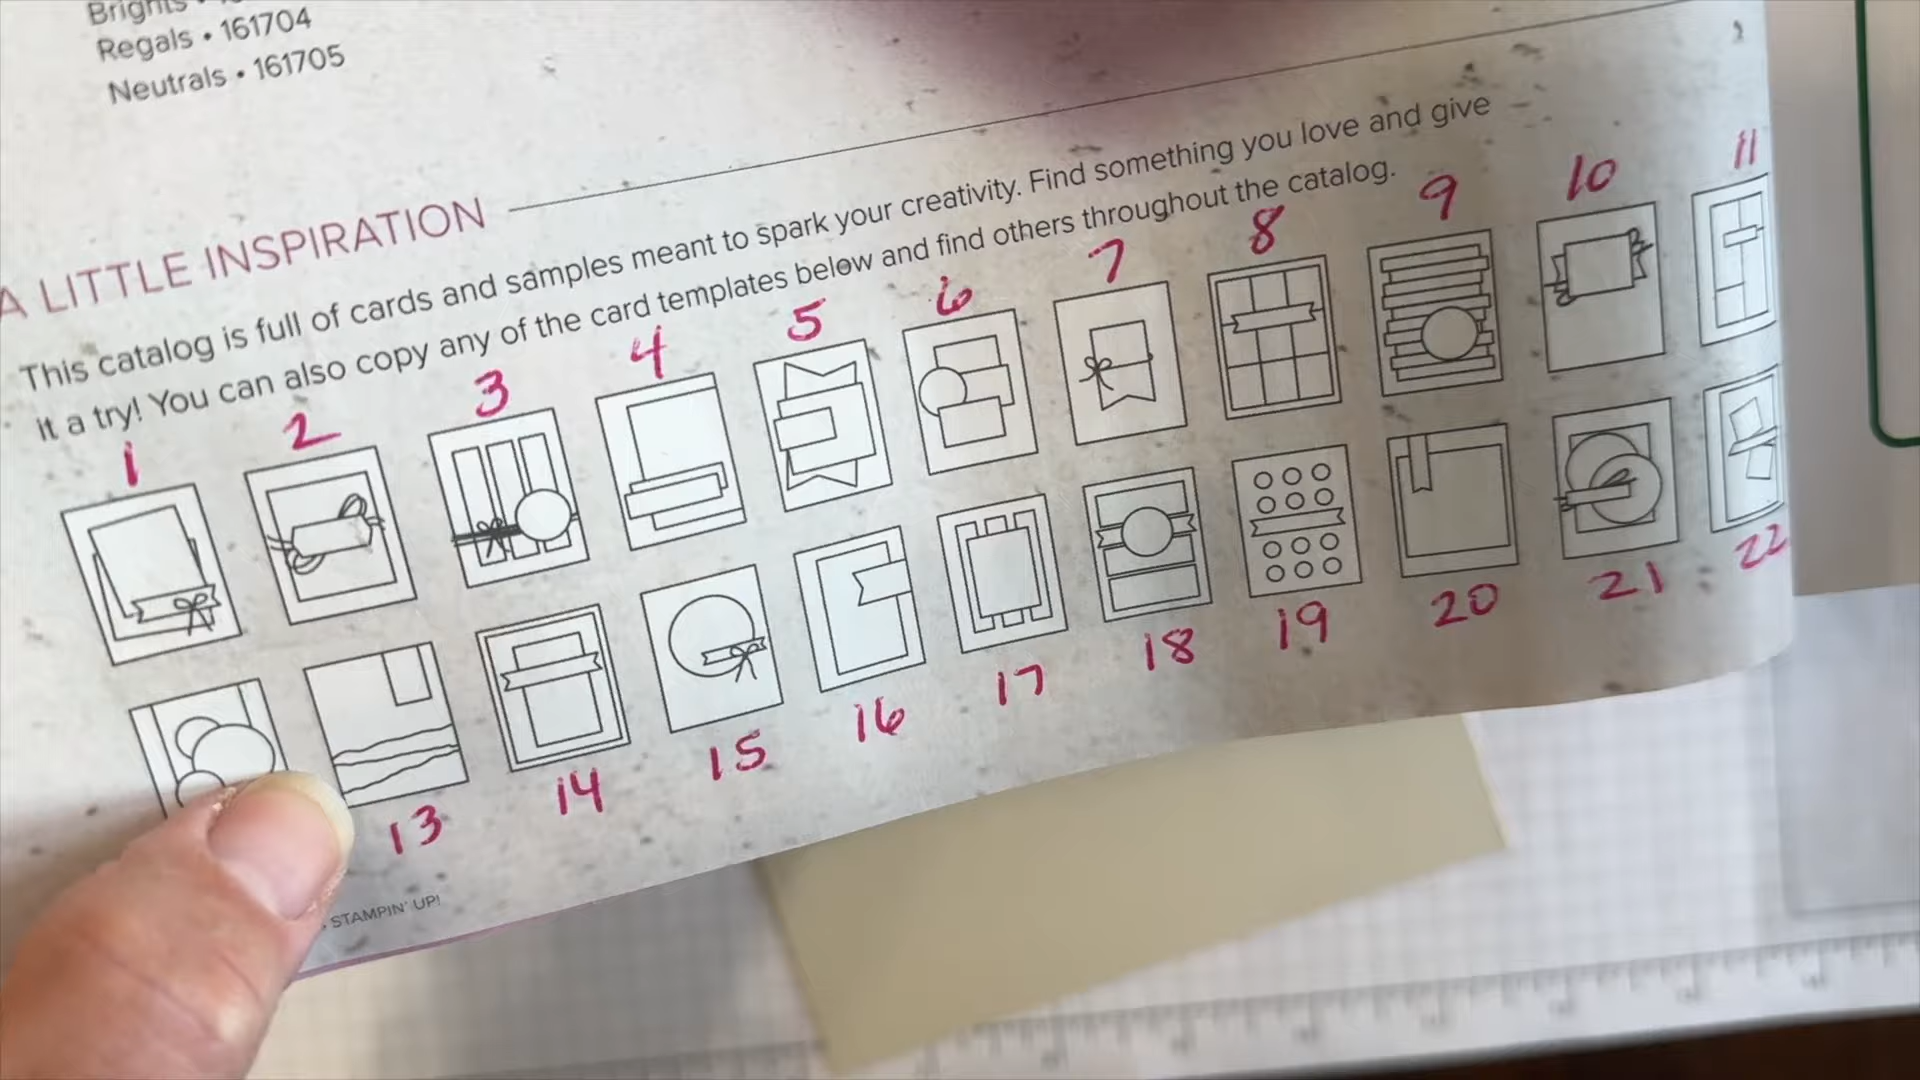 Brights
Regals • 161704
Neutrals • 161705
A LITTLE INSPIRATION
This catalog is full of cards and samples meant to spark your creativity. Find something you love and give
it a try! You can also copy any of the card templates below and find others throughout the catalog.
1 2 3 4 5 6 7 8 9 10 11
13 14 15 16 17 18 19 20 21 22
, STAMPIN' UP!